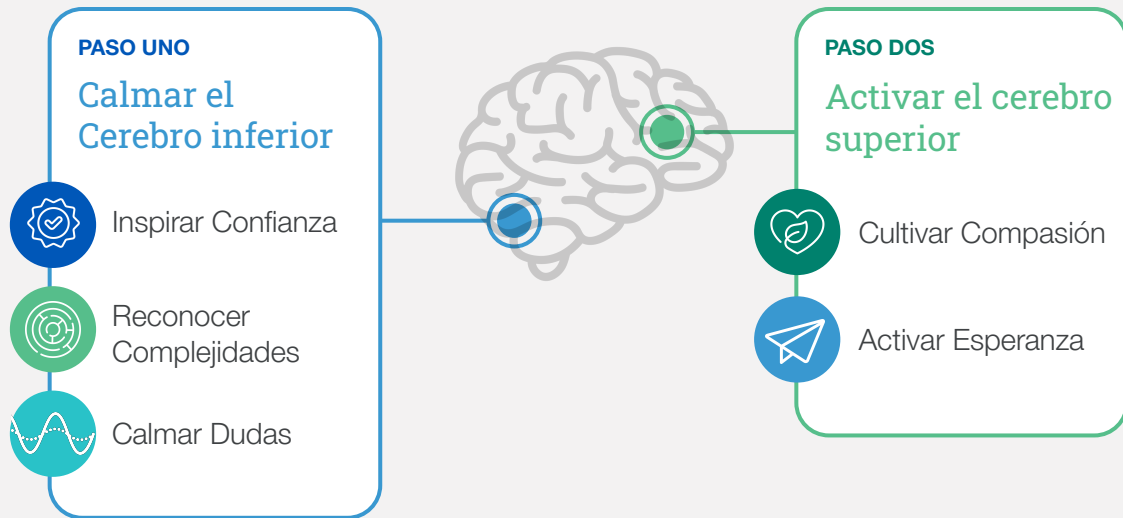 PASO UNO
Calmar el
Cerebro inferior
Inspirar Confianza
Reconocer
Complejidades
Calmar Dudas
PASO DOS
Activar el cerebro
superior
Cultivar Compasión
Activar Esperanza